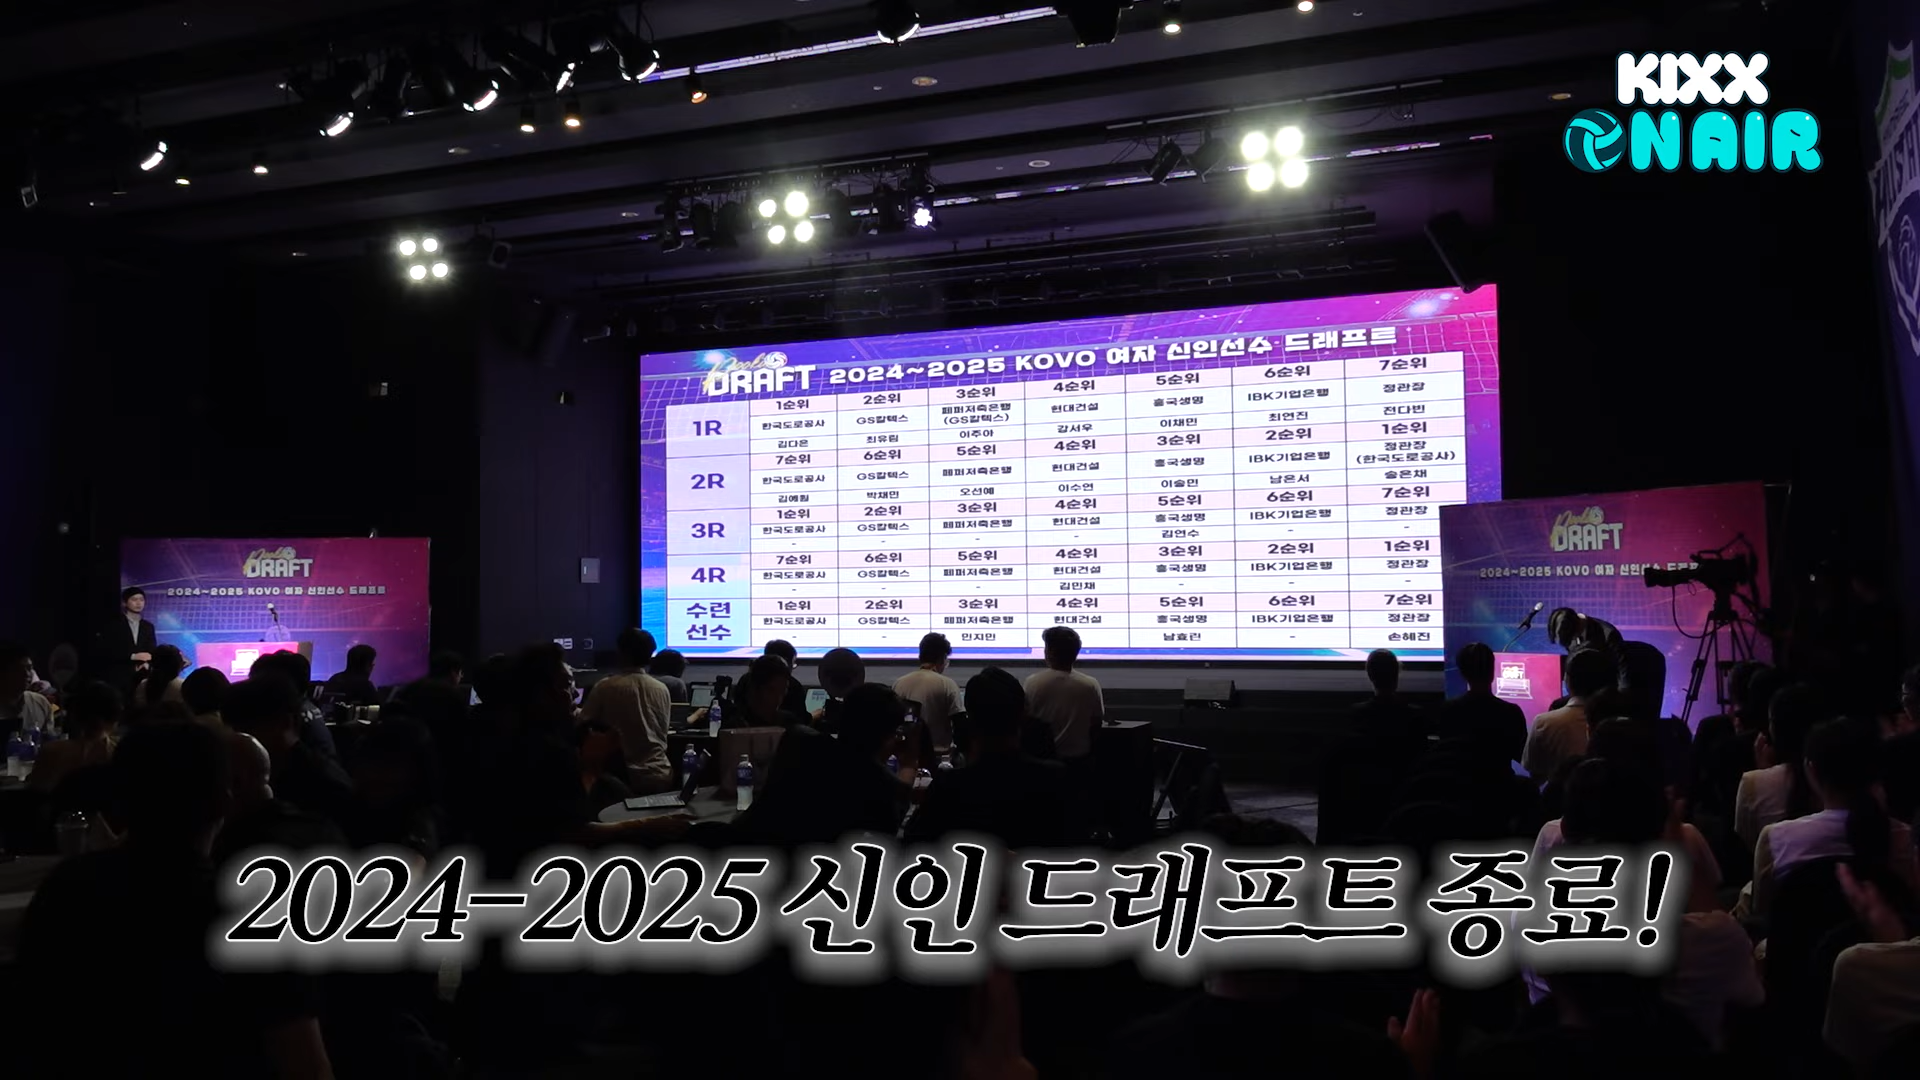 KIXX
ON AIR
Rookie DRAFT 2024~2025 KOVO 여자 신인선수 드래프트
1R 1순위 2순위 3순위 4순위 5순위 6순위 7순위
한국도로공사 GS칼텍스 페퍼저축은행 (GS칼텍스) 현대건설 흥국생명 IBK기업은행 정관장
김다은 최유림 이주아 강서우 이채민 최연진 전다빈
2R 7순위 6순위 5순위 4순위 3순위 2순위 1순위
한국도로공사 GS칼텍스 페퍼저축은행 현대건설 흥국생명 IBK기업은행 정관장 (한국도로공사)
김예원 박채민 오선예 이수연 이송민 남은서 송은채
3R 1순위 2순위 3순위 4순위 5순위 6순위 7순위
한국도로공사 GS칼텍스 페퍼저축은행 현대건설 흥국생명 IBK기업은행 정관장
- - - - 김연수 - -
4R 7순위 6순위 5순위 4순위 3순위 2순위 1순위
한국도로공사 GS칼텍스 페퍼저축은행 현대건설 흥국생명 IBK기업은행 정관장
- - - 김민채 - - -
수련선수 1순위 2순위 3순위 4순위 5순위 6순위 7순위
한국도로공사 GS칼텍스 페퍼저축은행 현대건설 흥국생명 IBK기업은행 정관장
- - 민지민 - 남효린 - 손혜진
Rookie DRAFT
2024~2025 KOVO 여자 신인선수 드래프트
Rookie DRAFT
2024~2025 KOVO 여자 신인선수
DRAFT
2024-2025 신인 드래프트 종료!